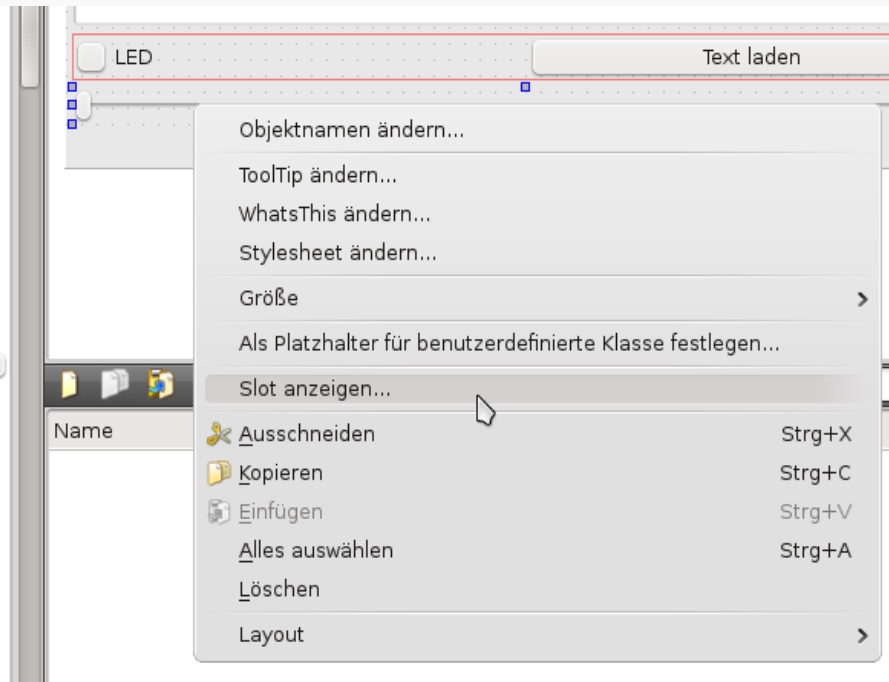 LED
Text laden
Objektnamen ändern...
ToolTip ändern...
WhatsThis ändern...
Stylesheet ändern...
Größe
Als Platzhalter für benutzerdefinierte Klasse festlegen...
Slot anzeigen...
Name
Ausschneiden Strg+X
Kopieren Strg+C
Einfügen Strg+V
Alles auswählen Strg+A
Löschen
Layout